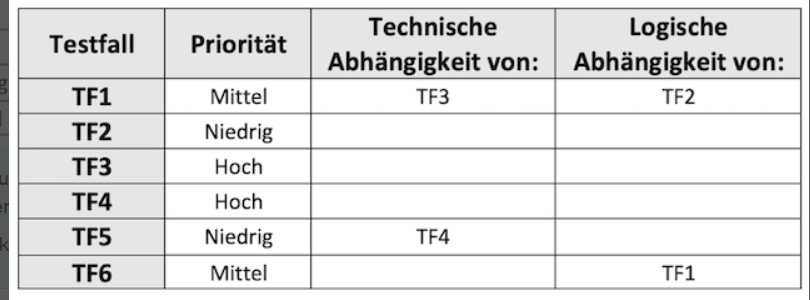 Testfall Priorität Technische Abhängigkeit von: Logische Abhängigkeit von:
TF1 Mittel TF3 TF2
TF2 Niedrig
TF3 Hoch
TF4 Hoch
TF5 Niedrig TF4
TF6 Mittel TF1